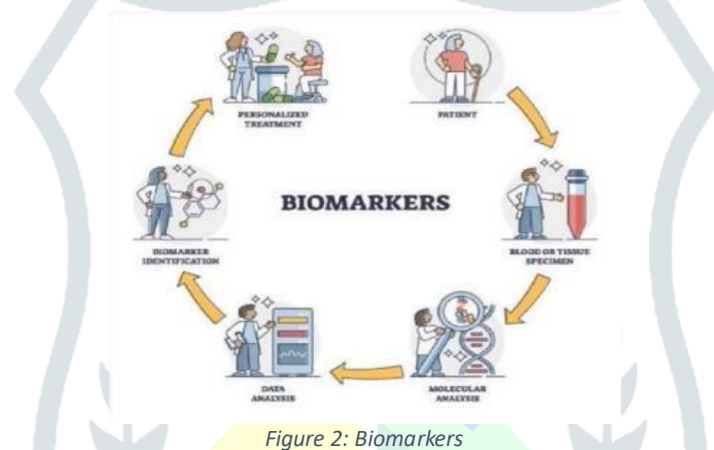 PERSONALIZED
TREATMENT
PATIENT
BIOMARKERS
BIOMARKER
IDENTIFICATION
BLOOD OR TISSUE
SPECIMEN
DATA
ANALYSIS
MOLECULAR
ANALYSIS
Figure 2: Biomarkers